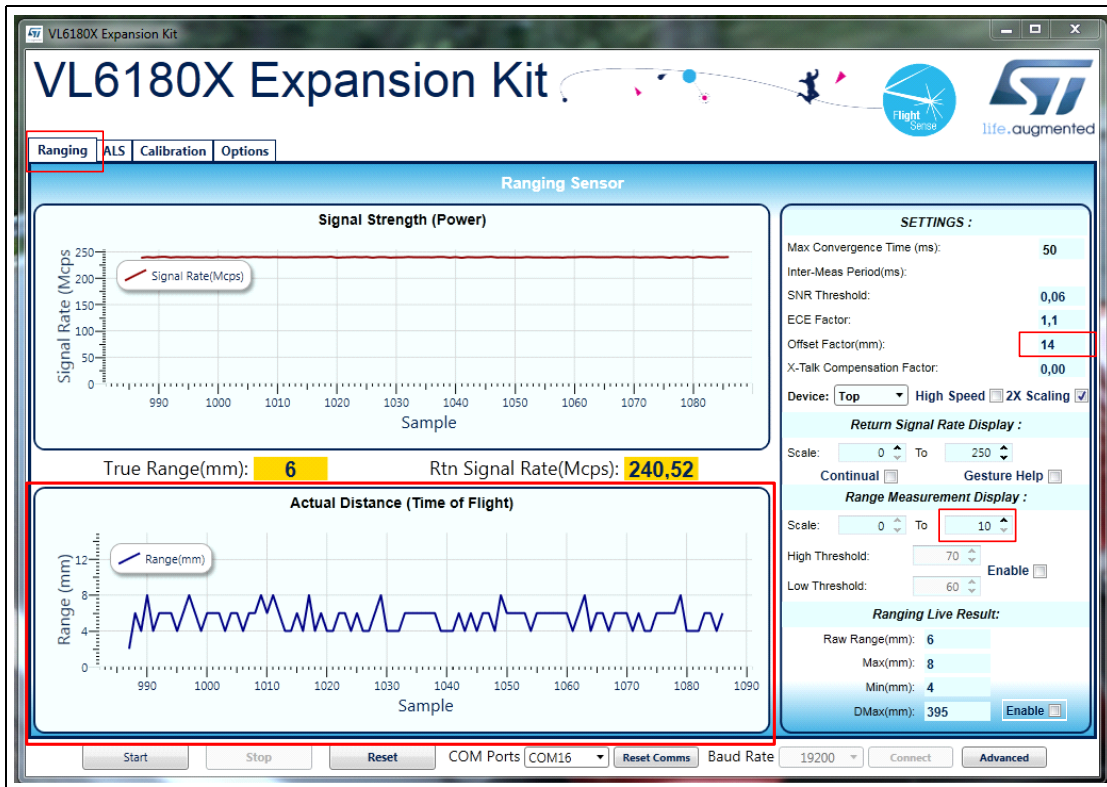 VL6180X Expansion Kit
VL6180X Expansion Kit
Flight
Sense
ST
life.augmented
Ranging ALS Calibration Options
Ranging Sensor
Signal Strength (Power)
Signal Rate (Mcps)
250
200
150
100
50
0
Signal Rate(Mcps)
990 1000 1010 1020 1030 1040 1050 1060 1070 1080
Sample
True Range(mm): 6 Rtn Signal Rate(Mcps): 240,52
Actual Distance (Time of Flight)
Range (mm)
12
8
4
0
Range(mm)
990 1000 1010 1020 1030 1040 1050 1060 1070 1080 1090
Sample
SETTINGS :
Max Convergence Time (ms): 50
Inter-Meas Period(ms):
SNR Threshold: 0,06
ECE Factor: 1,1
Offset Factor(mm): 14
X-Talk Compensation Factor: 0,00
Device: Top High Speed 2X Scaling
Return Signal Rate Display :
Scale: 0 To 250
Continual Gesture Help
Range Measurement Display :
Scale: 0 To 10
High Threshold: 70
Enable
Low Threshold: 60
Ranging Live Result:
Raw Range(mm): 6
Max(mm): 8
Min(mm): 4
DMax(mm): 395 Enable
Start Stop Reset COM Ports COM16 Reset Comms Baud Rate 19200 Connect Advanced